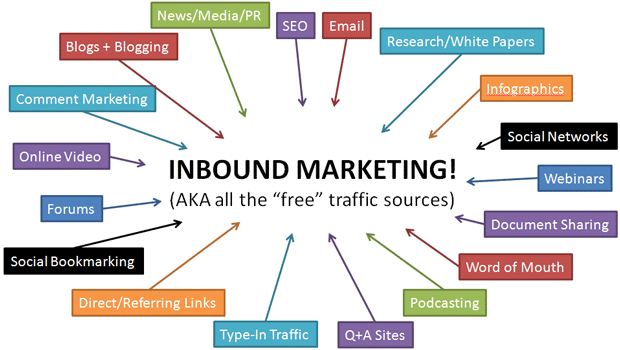 News/Media/PR
SEO
Email
Blogs + Blogging
Research/White Papers
Comment Marketing
Infographics
Online Video
Social Networks
INBOUND MARKETING!
(AKA all the “free” traffic sources)
Webinars
Forums
Document Sharing
Social Bookmarking
Word of Mouth
Direct/Referring Links
Podcasting
Type-In Traffic
Q+A Sites